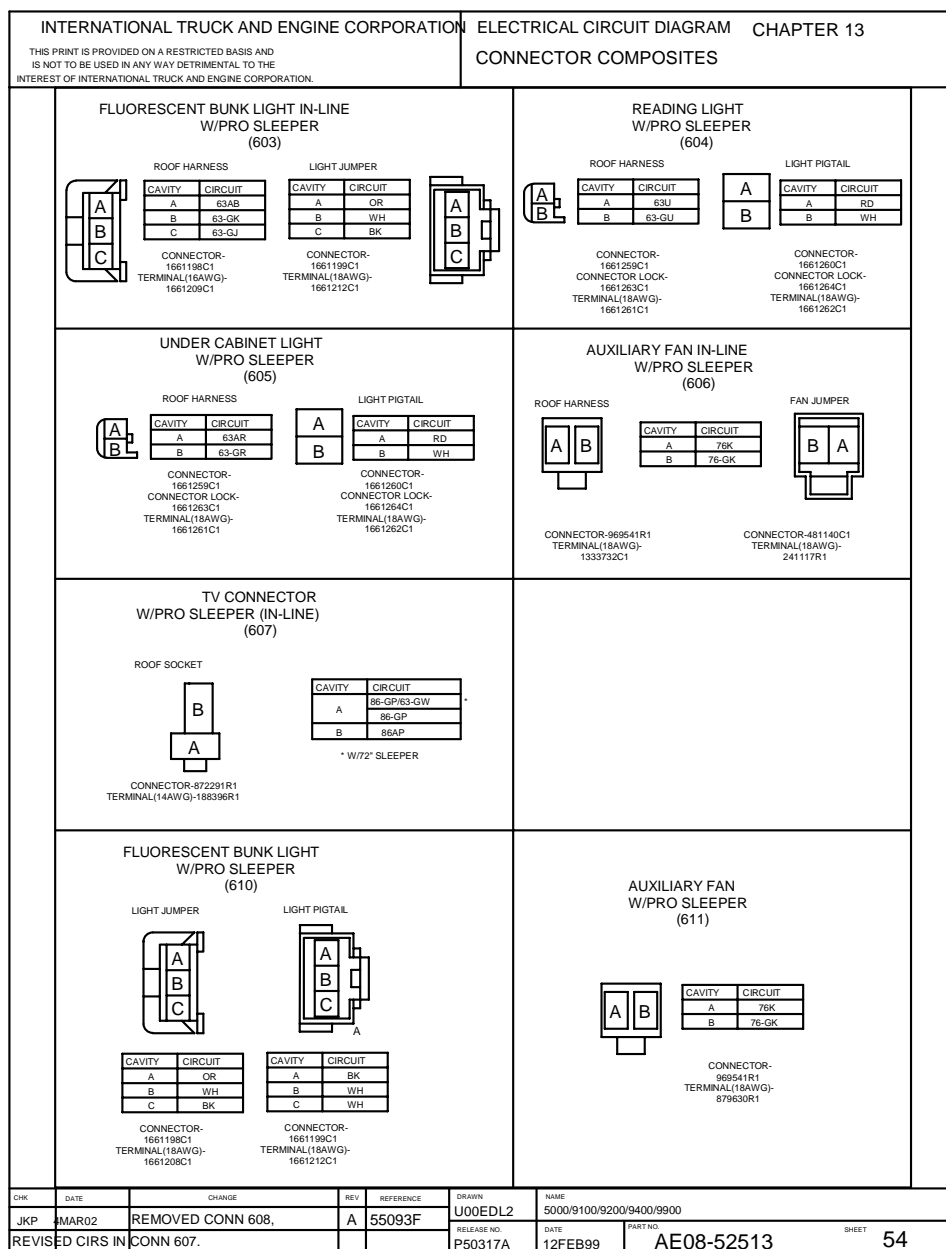 INTERNATIONAL TRUCK AND ENGINE CORPORATION
THIS PRINT IS PROVIDED ON A RESTRICTED BASIS AND
IS NOT TO BE USED IN ANY WAY DETRIMENTAL TO THE
INTEREST OF INTERNATIONAL TRUCK AND ENGINE CORPORATION.
ELECTRICAL CIRCUIT DIAGRAM CHAPTER 13
CONNECTOR COMPOSITES
FLUORESCENT BUNK LIGHT IN-LINE
W/PRO SLEEPER
(603)
ROOF HARNESS
A
B
C
CAVITY CIRCUIT
A 63AB
B 63-GK
C 63-GJ
CONNECTOR-
1661198C1
TERMINAL(16AWG)-
1661209C1
LIGHT JUMPER
CAVITY CIRCUIT
A OR
B WH
C BK
A
B
C
CONNECTOR-
1661199C1
TERMINAL(18AWG)-
1661212C1
READING LIGHT
W/PRO SLEEPER
(604)
ROOF HARNESS
A
B
CAVITY CIRCUIT
A 63U
B 63-GU
CONNECTOR-
1661259C1
CONNECTOR LOCK-
1661263C1
TERMINAL(18AWG)-
1661261C1
LIGHT PIGTAIL
A
B
CAVITY CIRCUIT
A RD
B WH
CONNECTOR-
1661260C1
CONNECTOR LOCK-
1661264C1
TERMINAL(18AWG)-
1661262C1
UNDER CABINET LIGHT
W/PRO SLEEPER
(605)
ROOF HARNESS
A
B
CAVITY CIRCUIT
A 63AR
B 63-GR
CONNECTOR-
1661259C1
CONNECTOR LOCK-
1661263C1
TERMINAL(18AWG)-
1661261C1
LIGHT PIGTAIL
A
B
CAVITY CIRCUIT
A RD
B WH
CONNECTOR-
1661260C1
CONNECTOR LOCK-
1661264C1
TERMINAL(18AWG)-
1661262C1
AUXILIARY FAN IN-LINE
W/PRO SLEEPER
(606)
ROOF HARNESS
A B
CAVITY CIRCUIT
A 76K
B 76-GK
FAN JUMPER
B A
CONNECTOR-969541R1
TERMINAL(18AWG)-
1333732C1
CONNECTOR-481140C1
TERMINAL(18AWG)-
241117R1
TV CONNECTOR
W/PRO SLEEPER (IN-LINE)
(607)
ROOF SOCKET
B
A
CAVITY CIRCUIT
A 86-GP/63-GW *
86-GP
B 86AP
* W/72" SLEEPER
CONNECTOR-872291R1
TERMINAL(14AWG)-188396R1
FLUORESCENT BUNK LIGHT
W/PRO SLEEPER
(610)
LIGHT JUMPER
A
B
C
CAVITY CIRCUIT
A OR
B WH
C BK
CONNECTOR-
1661198C1
TERMINAL(18AWG)-
1661208C1
LIGHT PIGTAIL
A
B
C
A
CAVITY CIRCUIT
A BK
B WH
C WH
CONNECTOR-
1661199C1
TERMINAL(18AWG)-
1661212C1
AUXILIARY FAN
W/PRO SLEEPER
(611)
A B
CAVITY CIRCUIT
A 76K
B 76-GK
CONNECTOR-
969541R1
TERMINAL(18AWG)-
879630R1
CHK DATE CHANGE REV REFERENCE
JKP 4MAR02 REMOVED CONN 608, A 55093F
REVISED CIRS IN CONN 607.
DRAWN
U00EDL2
NAME
5000/9100/9200/9400/9900
RELEASE NO.
P50317A
DATE
12FEB99
PART NO.
AE08-52513
SHEET 54